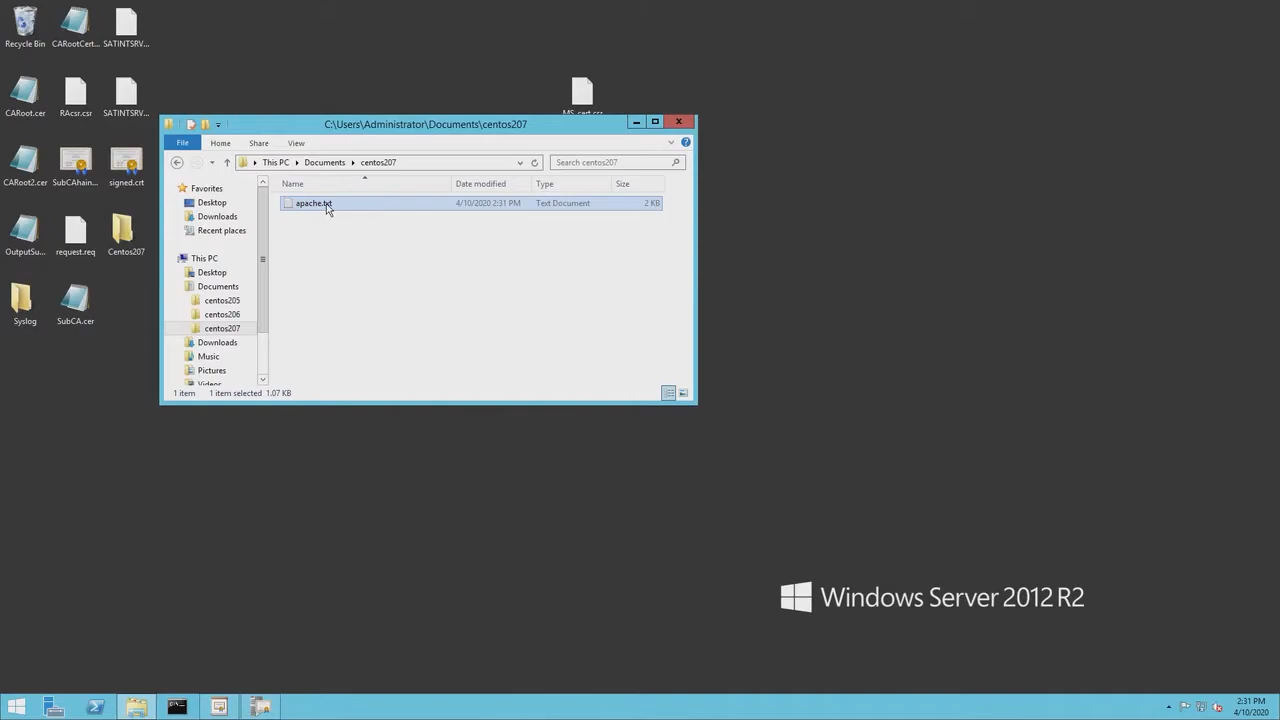 Recycle Bin
CARootCert...
SATINTSRV...
CARoot.cer
RAcsr.csr
SATINTSRV...
MS_cert.csr
CARoot2.cer
SubCAhain...
signed.crt
OutputSu...
request.req
Centos207
Syslog
SubCA.cer
C:\Users\Administrator\Documents\centos207
File Home Share View
This PC Documents centos207
Search centos207
Name Date modified Type Size
apache.txt 4/10/2020 2:31 PM Text Document 2 KB
Favorites
Desktop
Downloads
Recent places
This PC
Desktop
Documents
centos205
centos206
centos207
Downloads
Music
Pictures
Videos
1 item 1 item selected 1.07 KB
Windows Server 2012 R2
2:31 PM
4/10/2020